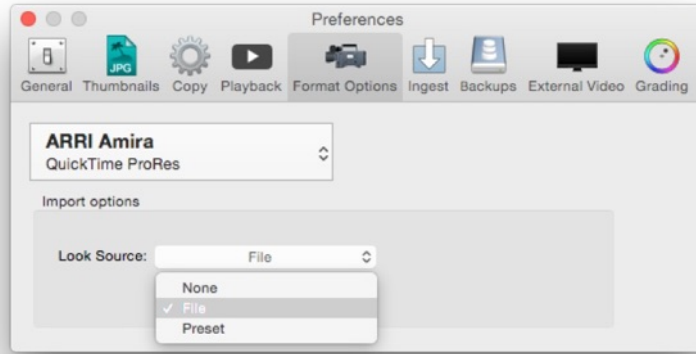 Preferences
JPG
General Thumbnails Copy Playback Format Options Ingest Backups External Video Grading
ARRI Amira
QuickTime ProRes
Import options
Look Source: File
None
✓ File
Preset